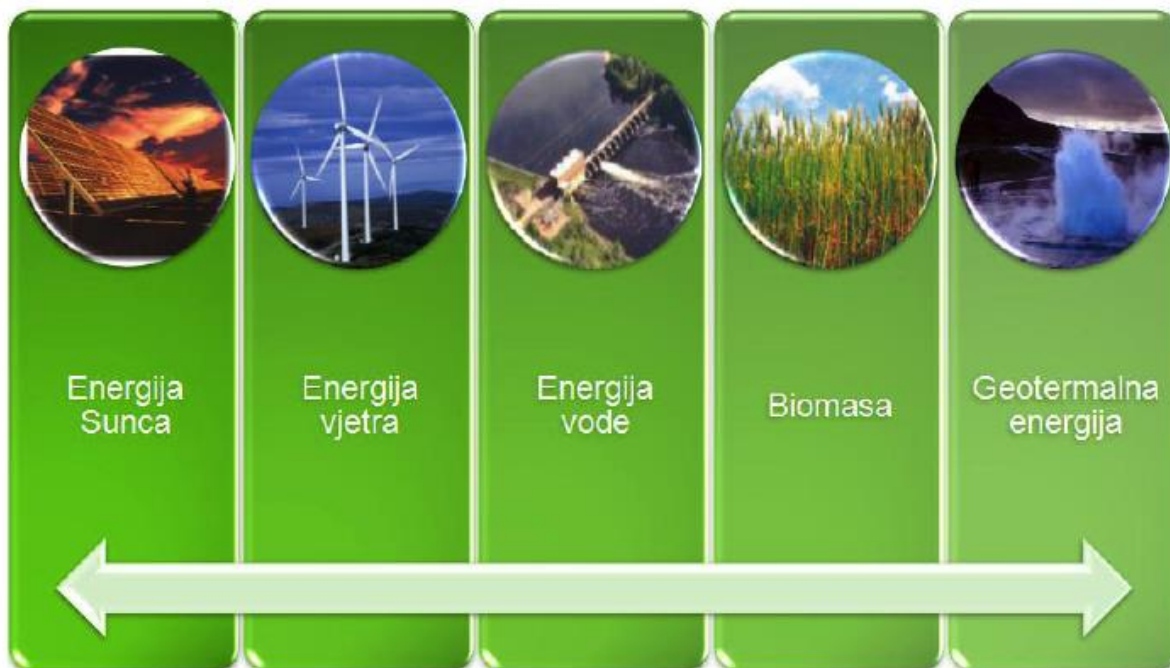 Energija
Sunca
Energija
vjetra
Energija
vode
Biomasa
Geotermalna
energija